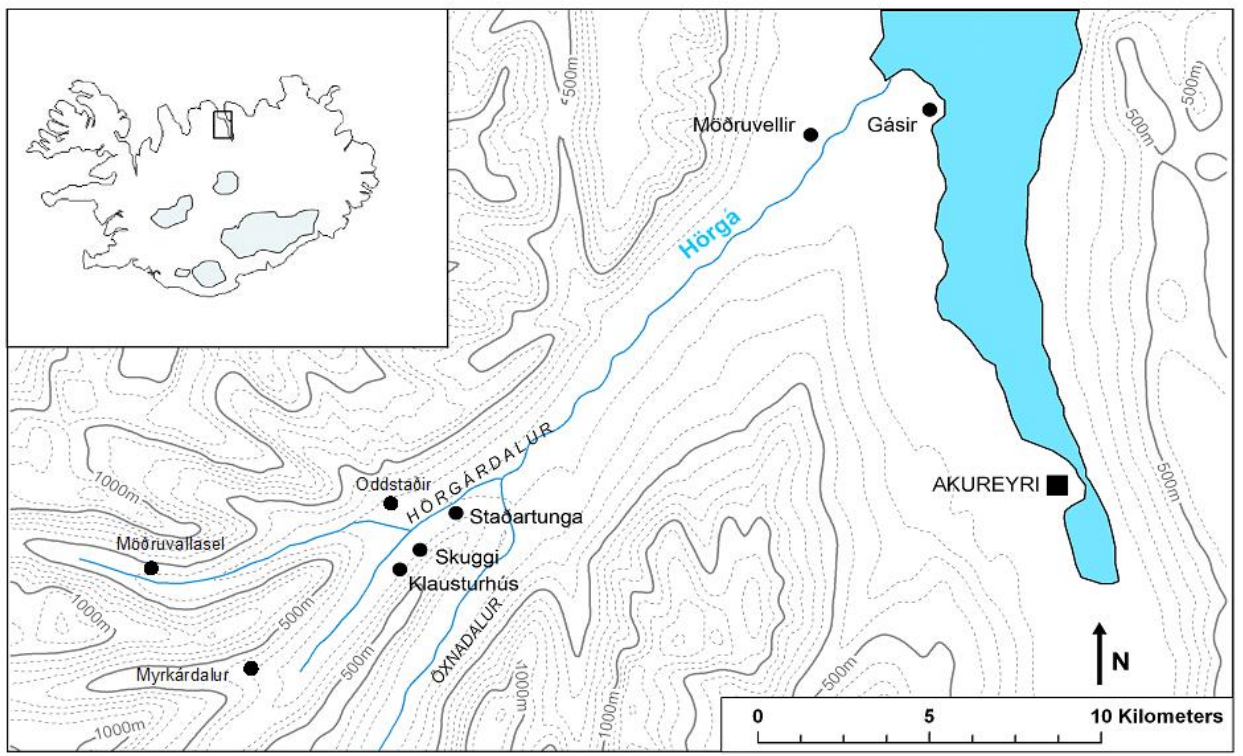 500m
500m
500m
Möðruvellir
Gásir
Hörgá
500m
1000m
Oddstaðir
HÖRGÁRDALUR
Staðartunga
AKUREYRI
Möðruvallasel
Skuggi
Klausturhús
1000m
500m
500m
ÖXNADALUR
Myrkárdalur
1000m
1000m
1000m
500m
N
0 5 10 Kilometers